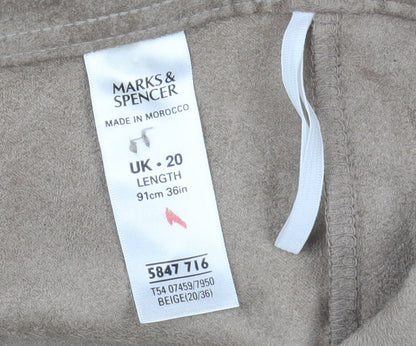 MARKS &
SPENCER
MADE IN MOROCCO
UK • 20
LENGTH
91cm 36in
5847 716
T54 07459/7950
BEIGE(20/36)